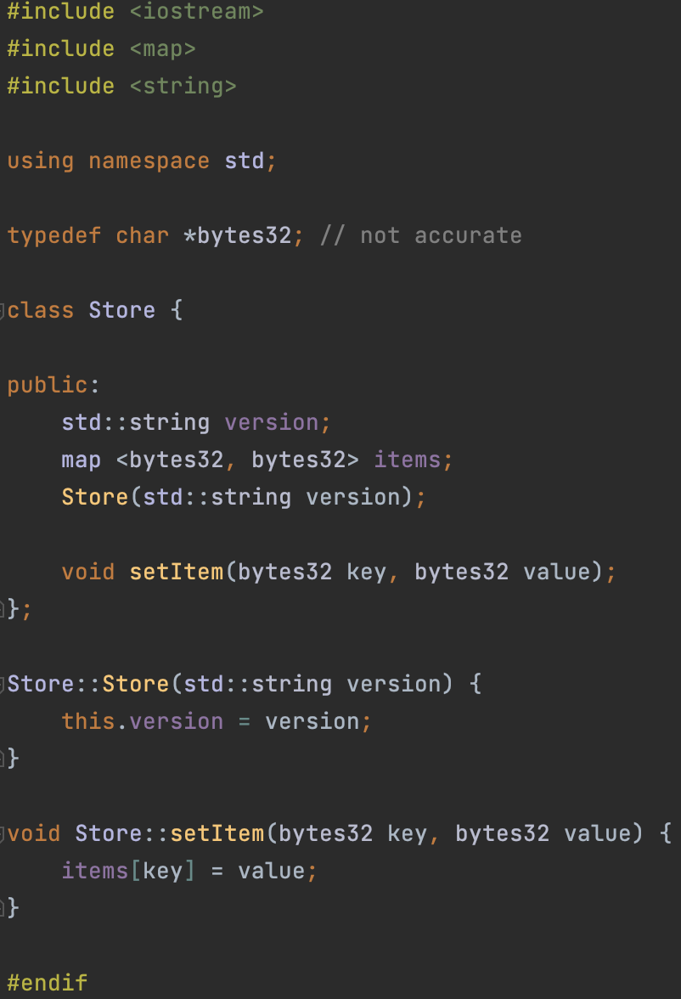 #include <iostream>
#include <map>
#include <string>
using namespace std;
typedef char *bytes32; // not accurate
class Store {
public:
    std::string version;
    map <bytes32, bytes32> items;
    Store(std::string version);
    void setItem(bytes32 key, bytes32 value);
};
Store::Store(std::string version) {
    this.version = version;
}
void Store::setItem(bytes32 key, bytes32 value) {
    items[key] = value;
}
#endif